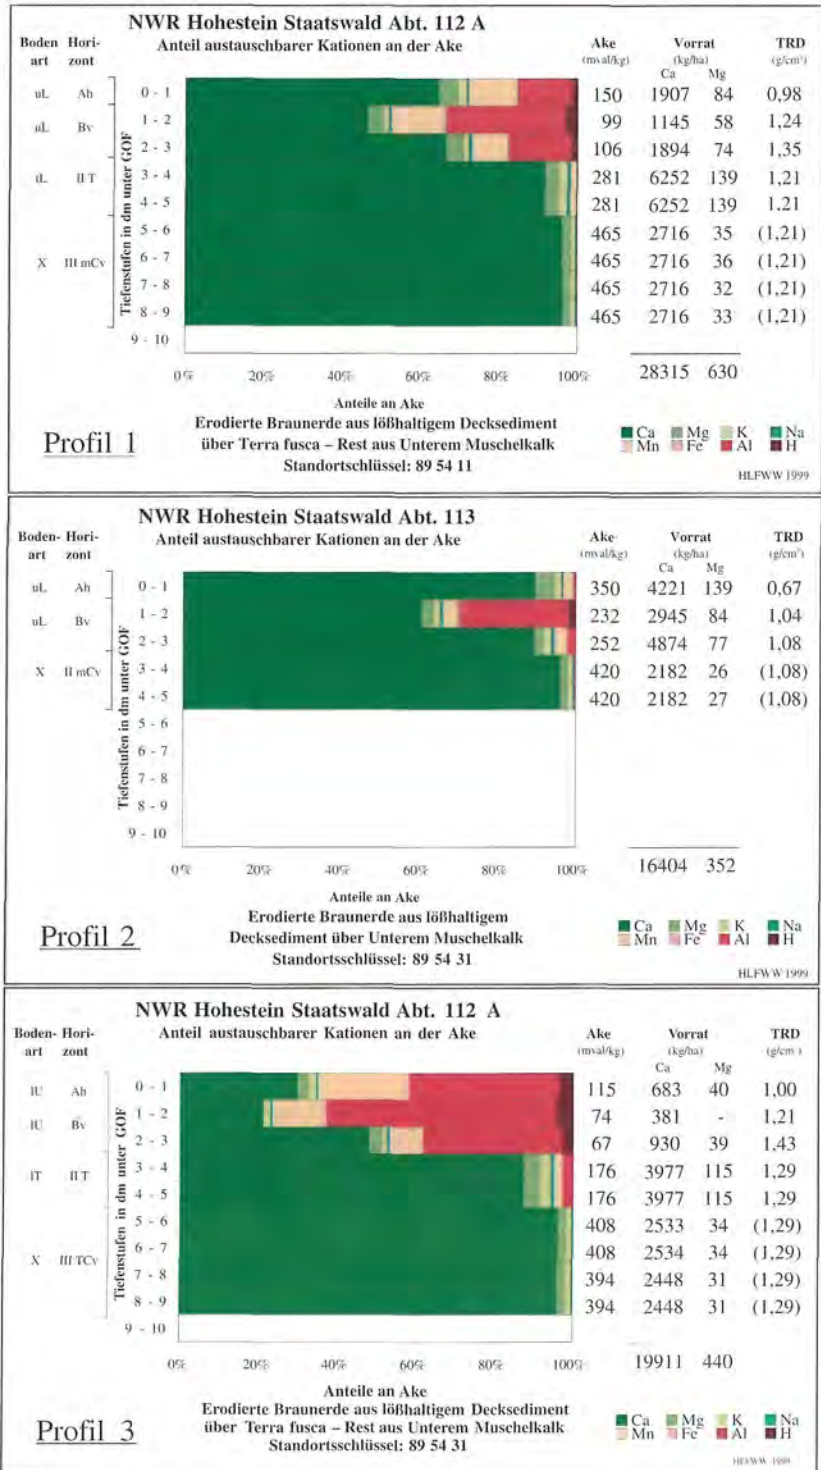 NWR Hohestein Staatswald Abt. 112 A
Anteil austauschbarer Kationen an der Ake
Boden Hori- Ake Vorrat TRD
art zont (mval/kg) (kg/ha) (g/cm³)
Ca Mg
uL Ah 0 - 1 150 1907 84 0,98
uL Bv 1 - 2 99 1145 58 1,24
2 - 3 106 1894 74 1,35
II T 3 - 4 281 6252 139 1,21
4 - 5 281 6252 139 1,21
5 - 6 465 2716 35 (1,21)
X III mCv 6 - 7 465 2716 36 (1,21)
7 - 8 465 2716 32 (1,21)
8 - 9 465 2716 33 (1,21)
9 - 10
Tiefenstufen in dm unter GOF
28315 630
0% 20% 40% 60% 80% 100%
Anteile an Ake
Erodierte Braunerde aus lößhaltigem Decksediment
über Terra fusca – Rest aus Unterem Muschelkalk
Standortschlüssel: 89 54 11
Profil 1
Ca Mg K Na
Mn Fe Al H
HLFWW 1999
NWR Hohestein Staatswald Abt. 113
Anteil austauschbarer Kationen an der Ake
Boden- Hori- Ake Vorrat TRD
art zont (mval/kg) (kg/ha) (g/cm³)
Ca Mg
uL Ah 0 - 1 350 4221 139 0,67
uL Bv 1 - 2 232 2945 84 1,04
2 - 3 252 4874 77 1,08
X II mCv 3 - 4 420 2182 26 (1,08)
4 - 5 420 2182 27 (1,08)
5 - 6
6 - 7
7 - 8
8 - 9
9 - 10
Tiefenstufen in dm unter GOF
16404 352
0% 20% 40% 60% 80% 100%
Anteile an Ake
Erodierte Braunerde aus lößhaltigem
Decksediment über Unterem Muschelkalk
Standortsschlüssel: 89 54 31
Profil 2
Ca Mg K Na
Mn Fe Al H
HLFWW 1999
NWR Hohestein Staatswald Abt. 112 A
Anteil austauschbarer Kationen an der Ake
Boden- Hori- Ake Vorrat TRD
art zont (mval/kg) (kg/ha) (g/cm³)
Ca Mg
lU Ah 0 - 1 115 683 40 1,00
lU Bv 1 - 2 74 381 - 1,21
2 - 3 67 930 39 1,43
lT II T 3 - 4 176 3977 115 1,29
4 - 5 176 3977 115 1,29
5 - 6 408 2533 34 (1,29)
X III TCv 6 - 7 408 2534 34 (1,29)
7 - 8 394 2448 31 (1,29)
8 - 9 394 2448 31 (1,29)
9 - 10
Tiefenstufen in dm unter GOF
19911 440
0% 20% 40% 60% 80% 100%
Anteile an Ake
Erodierte Braunerde aus lößhaltigem Decksediment
über Terra fusca – Rest aus Unterem Muschelkalk
Standortschlüssel: 89 54 31
Profil 3
Ca Mg K Na
Mn Fe Al H
HLFWW 1999